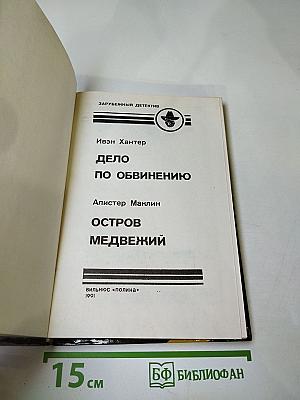 ЗАРУБЕЖНЫЙ ДЕТЕКТИВ
Ивэн Хантер
ДЕЛО
ПО ОБВИНЕНИЮ
Алистер Маклин
ОСТРОВ
МЕДВЕЖИЙ
ВИЛЬНЮС «ПОЛИНА»
1991
15 см
БФ БИБЛИОФАН